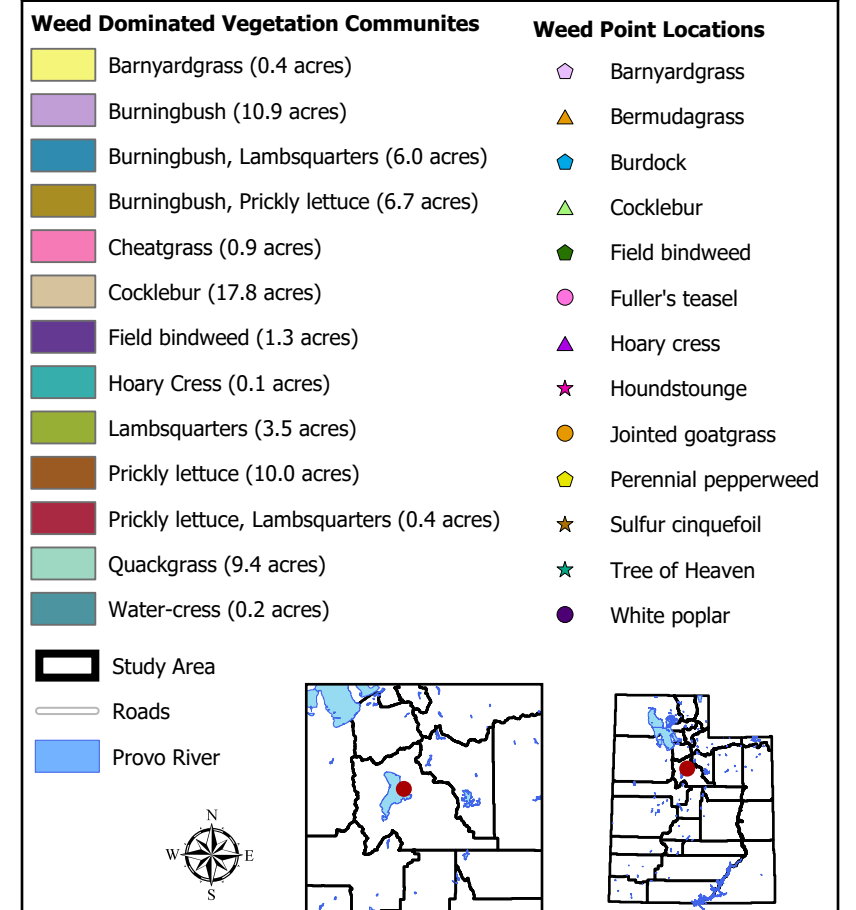 Weed Dominated Vegetation Communites
Barnyardgrass (0.4 acres)
Burningbush (10.9 acres)
Burningbush, Lambsquarters (6.0 acres)
Burningbush, Prickly lettuce (6.7 acres)
Cheatgrass (0.9 acres)
Cocklebur (17.8 acres)
Field bindweed (1.3 acres)
Hoary Cress (0.1 acres)
Lambsquarters (3.5 acres)
Prickly lettuce (10.0 acres)
Prickly lettuce, Lambsquarters (0.4 acres)
Quackgrass (9.4 acres)
Water-cress (0.2 acres)
Study Area
Roads
Provo River
Weed Point Locations
Barnyardgrass
Bermudagrass
Burdock
Cocklebur
Field bindweed
Fuller's teasel
Hoary cress
Houndstounge
Jointed goatgrass
Perennial pepperweed
Sulfur cinquefoil
Tree of Heaven
White poplar
N
W E
S